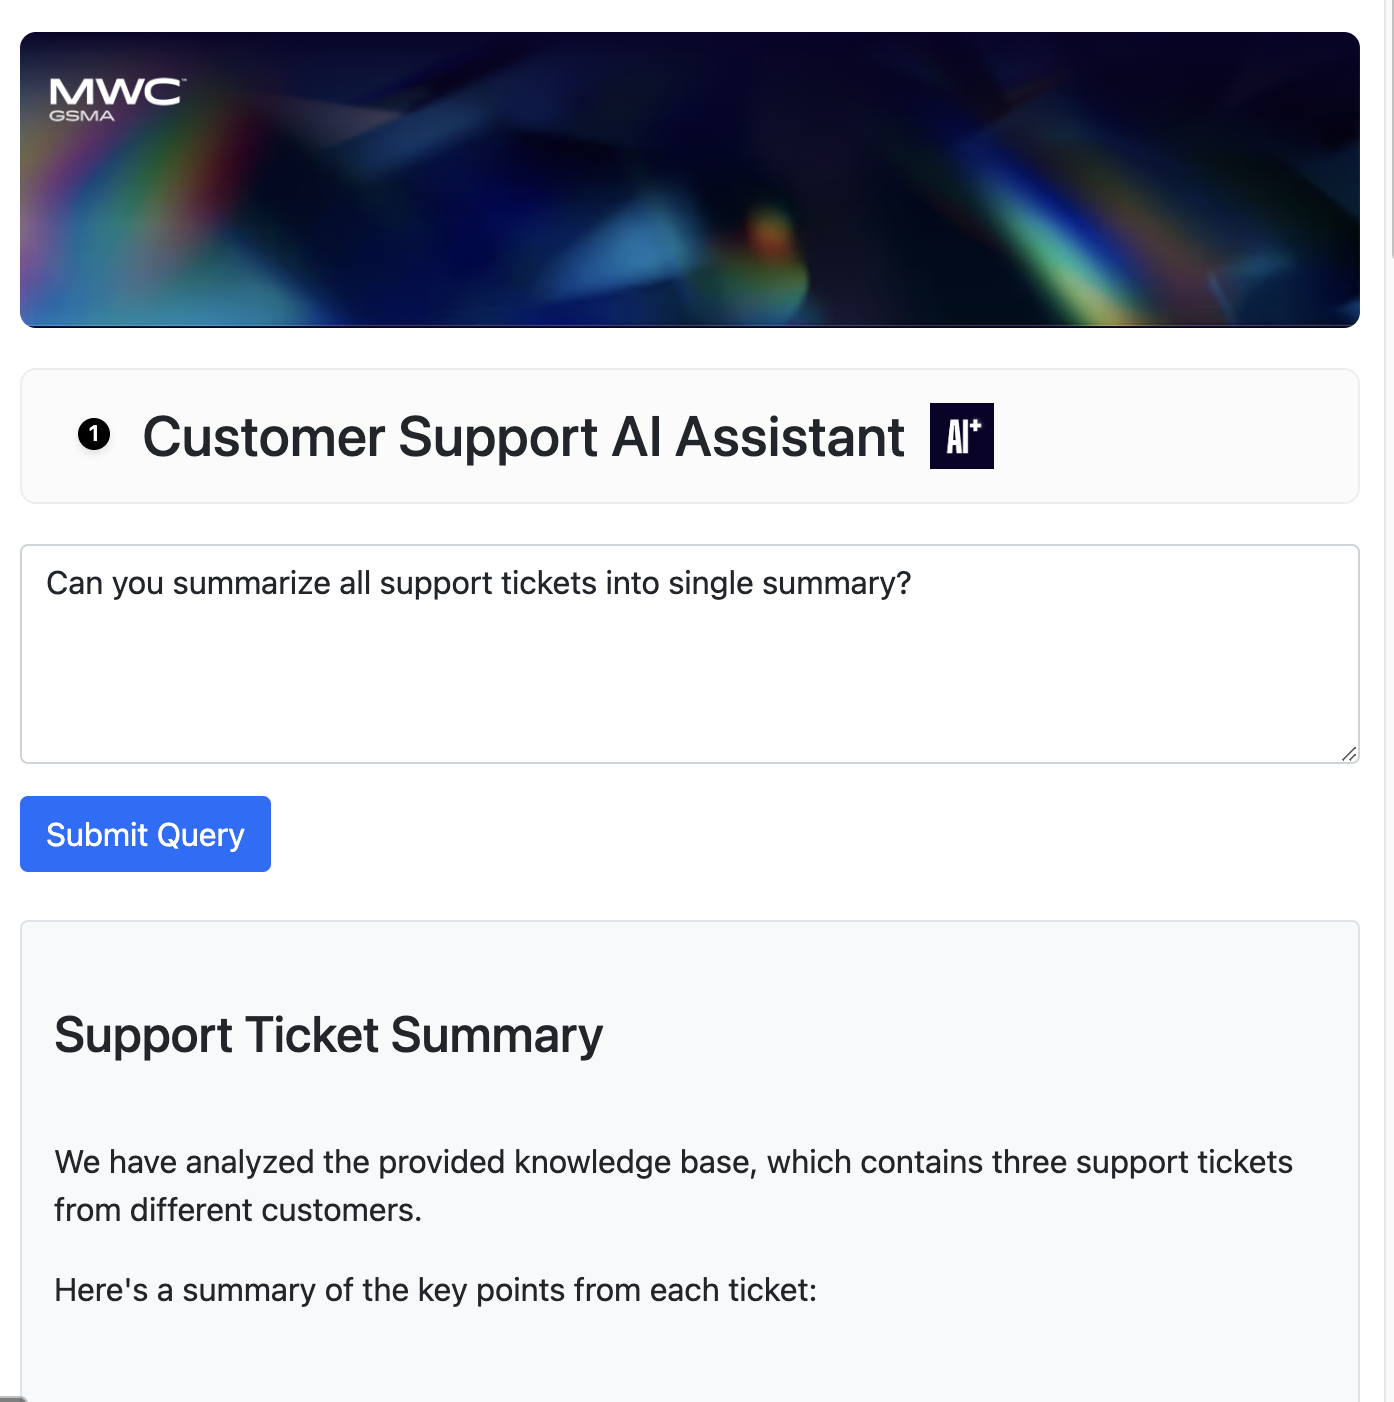 MWC™
GSMA
1 Customer Support AI Assistant AI+
Can you summarize all support tickets into single summary?
Submit Query
Support Ticket Summary
We have analyzed the provided knowledge base, which contains three support tickets
from different customers.
Here's a summary of the key points from each ticket: